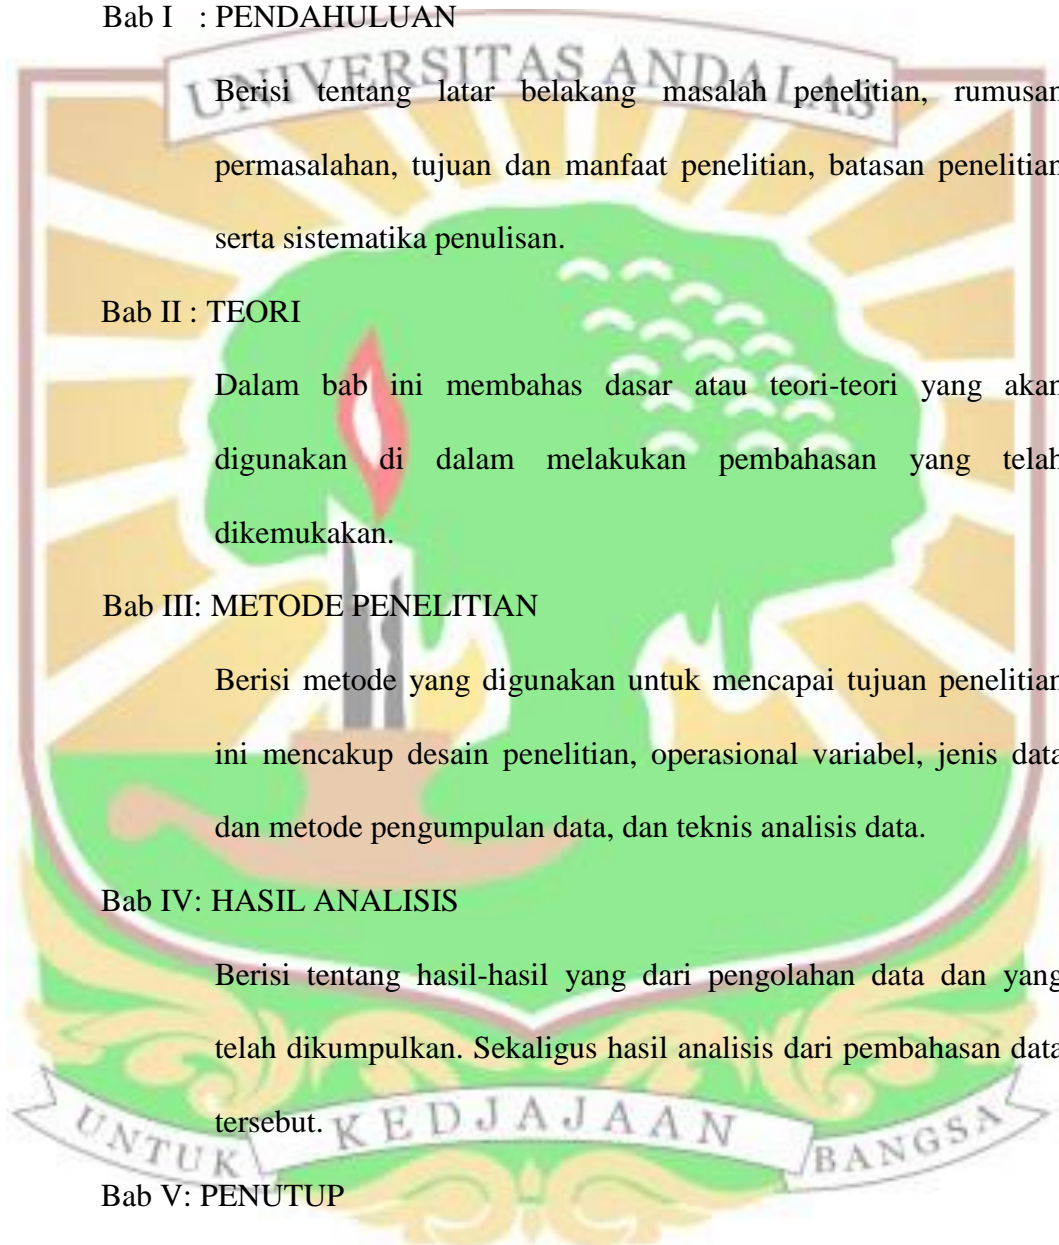 Bab I : PENDAHULUAN
UNIVERSITAS ANDALAS
Berisi tentang latar belakang masalah penelitian, rumusan
permasalahan, tujuan dan manfaat penelitian, batasan penelitian
serta sistematika penulisan.
Bab II : TEORI
Dalam bab ini membahas dasar atau teori-teori yang akan
digunakan di dalam melakukan pembahasan yang telah
dikemukakan.
Bab III: METODE PENELITIAN
Berisi metode yang digunakan untuk mencapai tujuan penelitian
ini mencakup desain penelitian, operasional variabel, jenis data
dan metode pengumpulan data, dan teknis analisis data.
Bab IV: HASIL ANALISIS
Berisi tentang hasil-hasil yang dari pengolahan data dan yang
telah dikumpulkan. Sekaligus hasil analisis dari pembahasan data
tersebut.
UNTUK KEDJAJAAN BANGSA
Bab V: PENUTUP